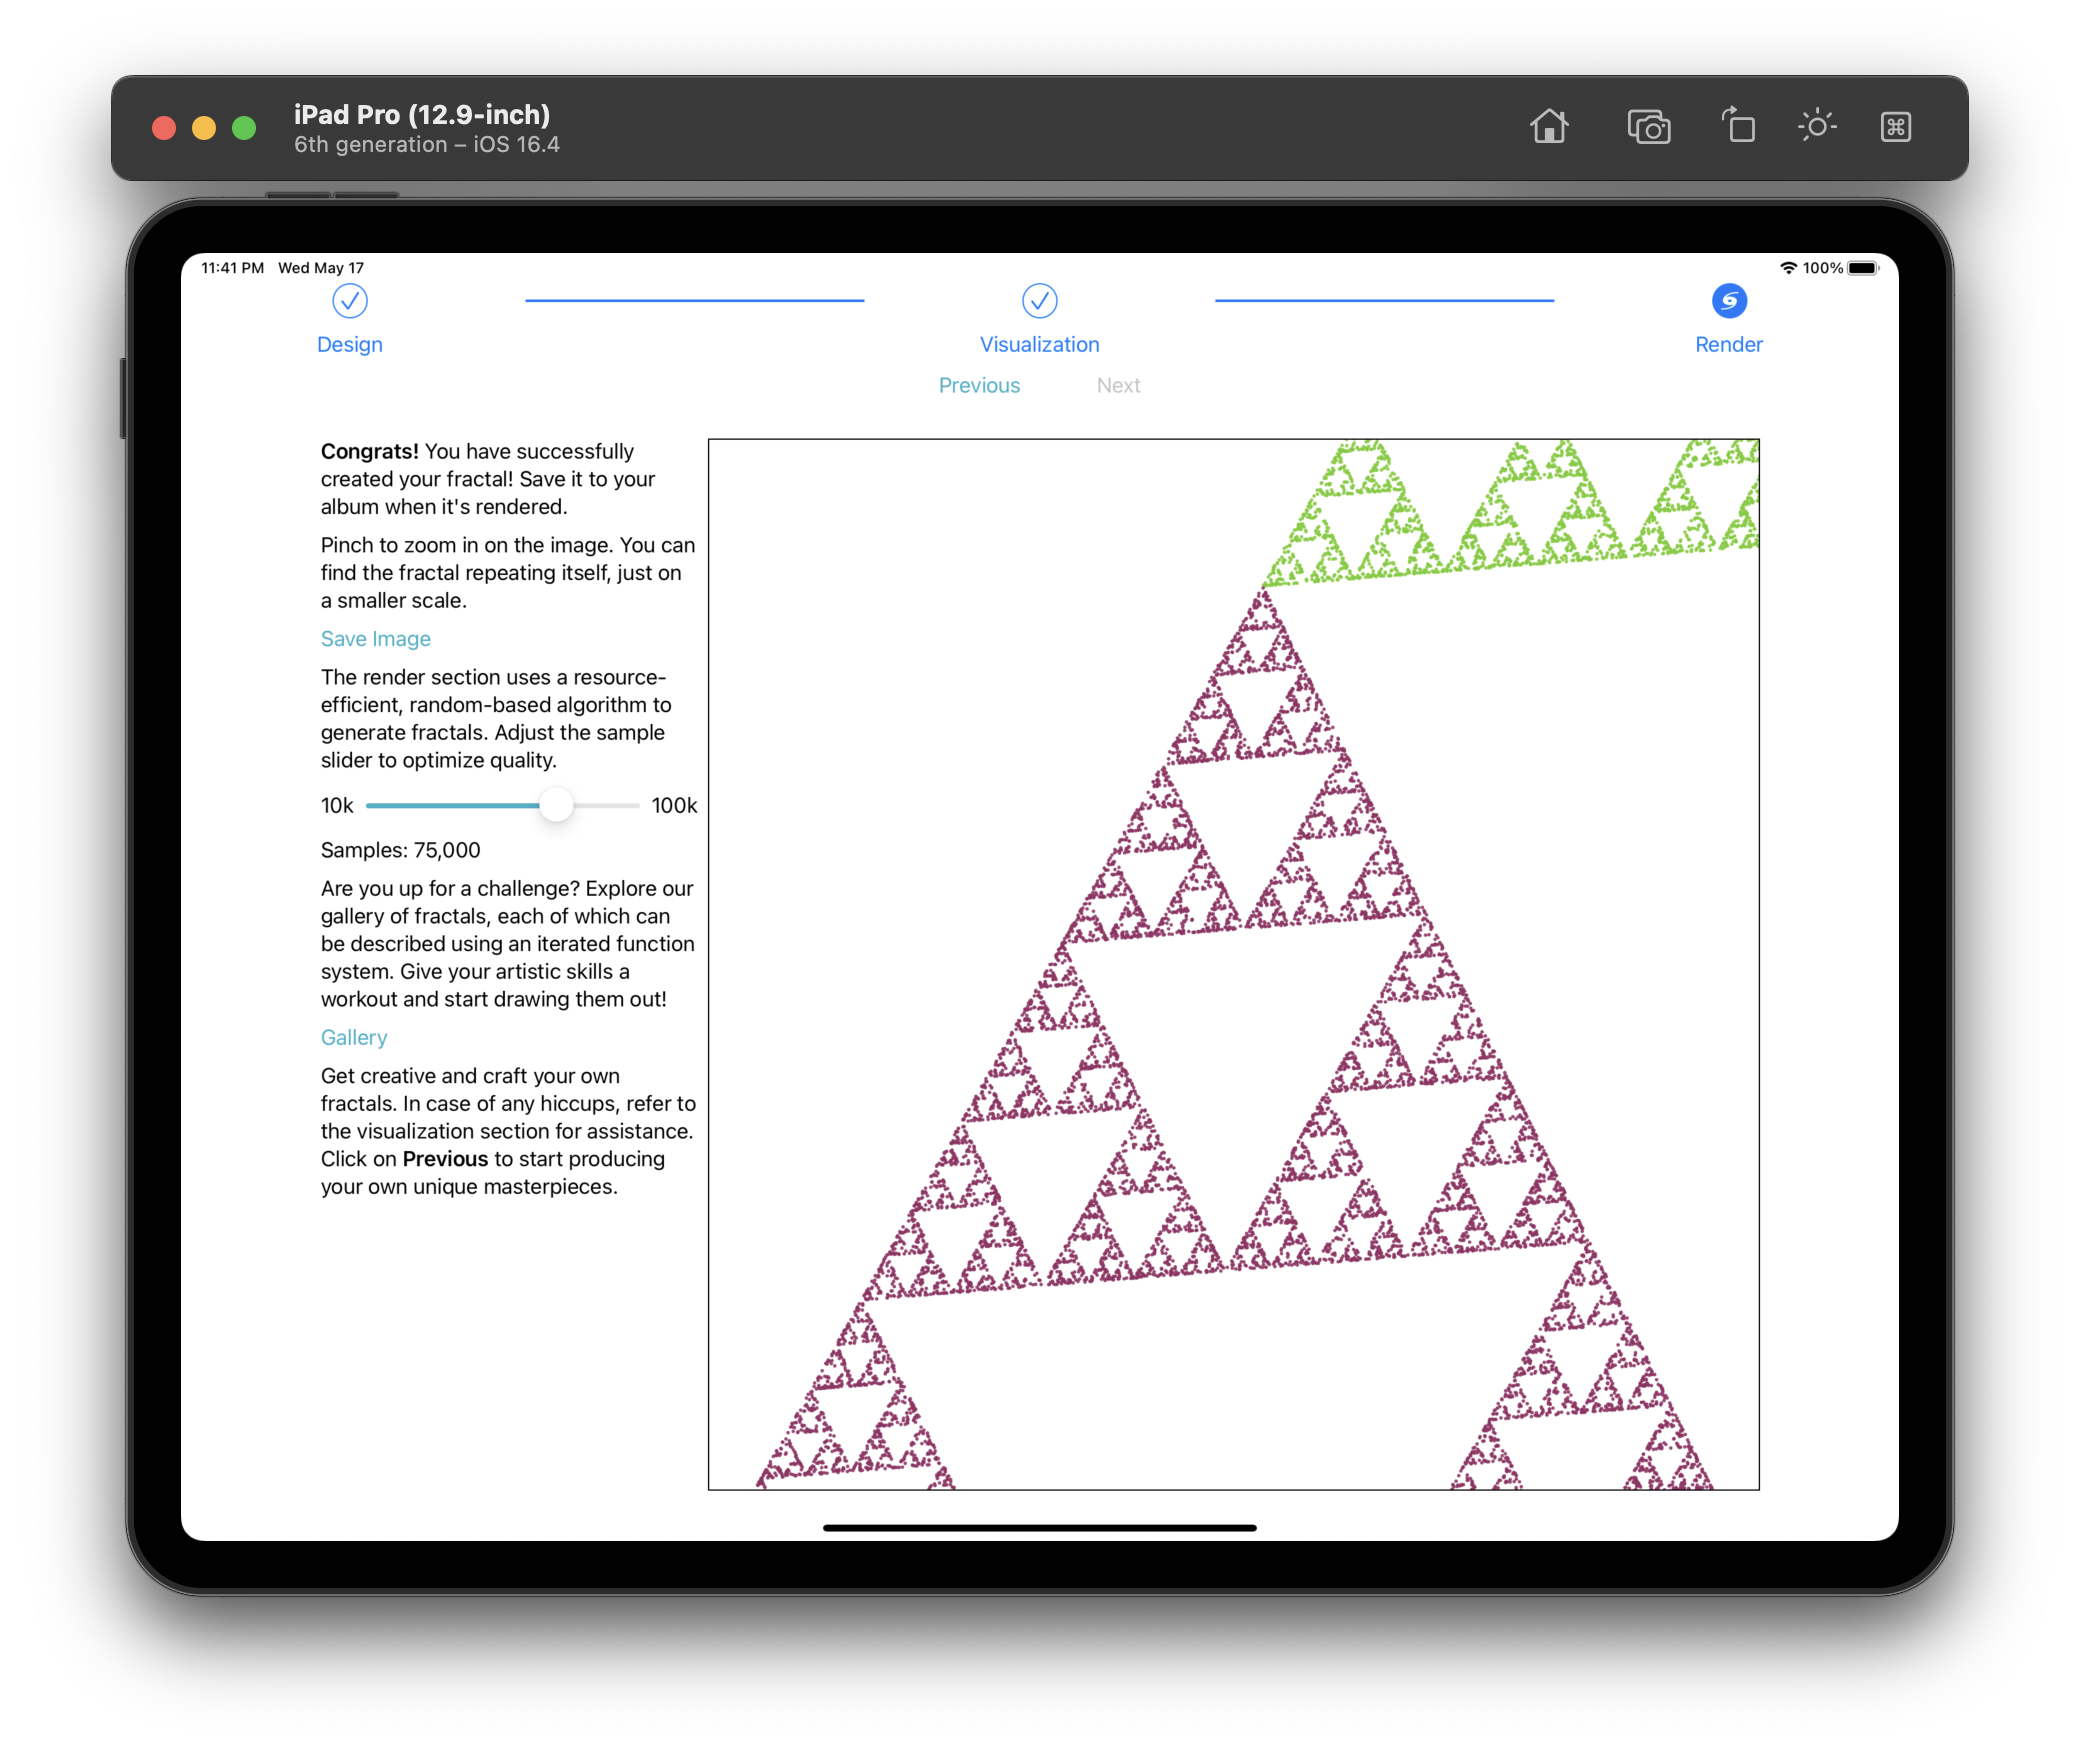 iPad Pro (12.9-inch)
6th generation – iOS 16.4
11:41 PM Wed May 17
100%
Design
Visualization
Render
Previous
Next
Congrats! You have successfully
created your fractal! Save it to your
album when it's rendered.
Pinch to zoom in on the image. You can
find the fractal repeating itself, just on
a smaller scale.
Save Image
The render section uses a resource-
efficient, random-based algorithm to
generate fractals. Adjust the sample
slider to optimize quality.
10k
100k
Samples: 75,000
Are you up for a challenge? Explore our
gallery of fractals, each of which can
be described using an iterated function
system. Give your artistic skills a
workout and start drawing them out!
Gallery
Get creative and craft your own
fractals. In case of any hiccups, refer to
the visualization section for assistance.
Click on Previous to start producing
your own unique masterpieces.